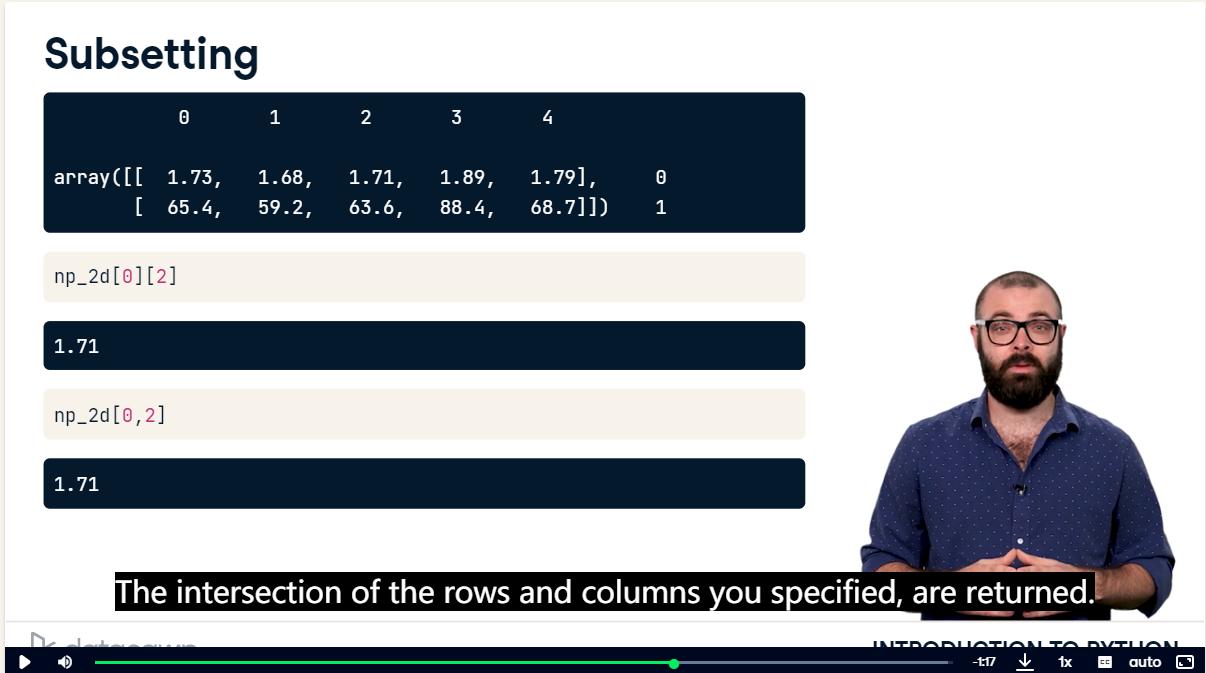 Subsetting
0 1 2 3 4
array([[ 1.73, 1.68, 1.71, 1.89, 1.79], 0
[ 65.4, 59.2, 63.6, 88.4, 68.7]]) 1
np_2d[0][2]
1.71
np_2d[0,2]
1.71
The intersection of the rows and columns you specified, are returned.
datacamp INTRODUCTION TO PYTHON
-1:17 1x CC auto